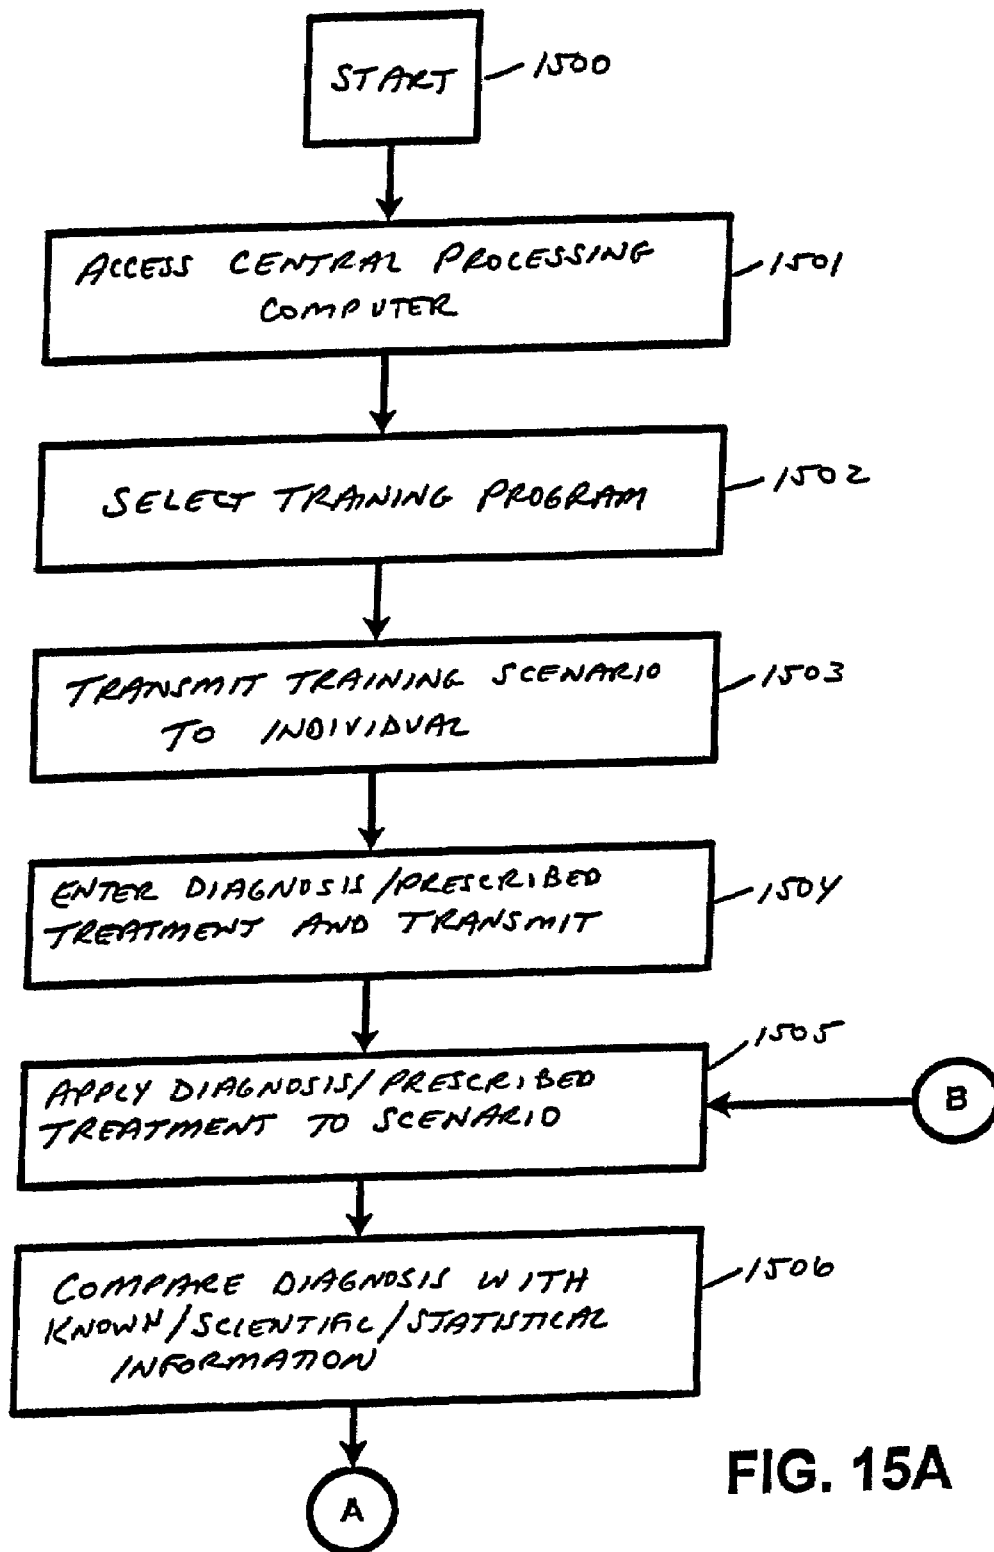 START
1500
ACCESS CENTRAL PROCESSING
COMPUTER
1501
SELECT TRAINING PROGRAM
1502
TRANSMIT TRAINING SCENARIO
TO INDIVIDUAL
1503
ENTER DIAGNOSIS/PRESCRIBED
TREATMENT AND TRANSMIT
1504
APPLY DIAGNOSIS/PRESCRIBED
TREATMENT TO SCENARIO
1505
B
COMPARE DIAGNOSIS WITH
KNOWN/SCIENTIFIC/STATISTICAL
INFORMATION
1506
A
FIG. 15A